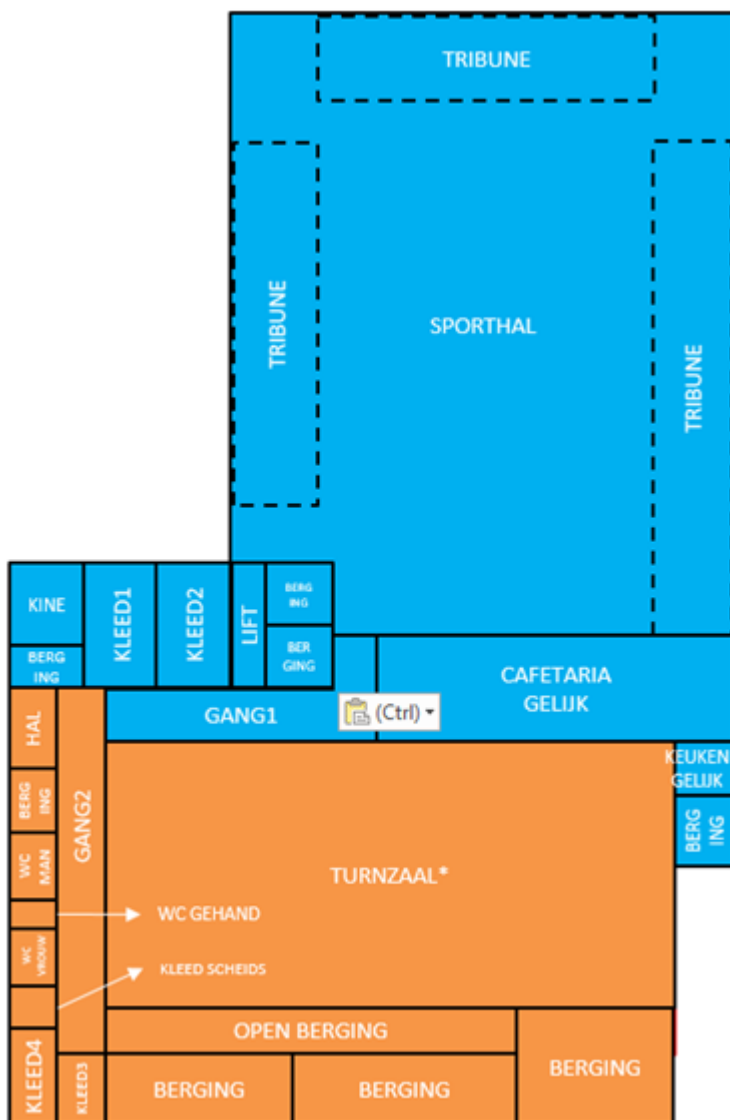 TRIBUNE
TRIBUNE
SPORTHAL
TRIBUNE
KINE
KLEED1
KLEED2
LIFT
BERG
ING
BERG
ING
BER
GING
CAFETARIA
GELIJK
GANG1
(Ctrl)
HAL
GANG2
KEUKEN
GELIJK
BERG
ING
BERG
ING
WC
MAN
TURNZAAL*
WC GEHAND
WC
VROUW
KLEED SCHEIDS
OPEN BERGING
KLEED4
KLEED3
BERGING
BERGING
BERGING